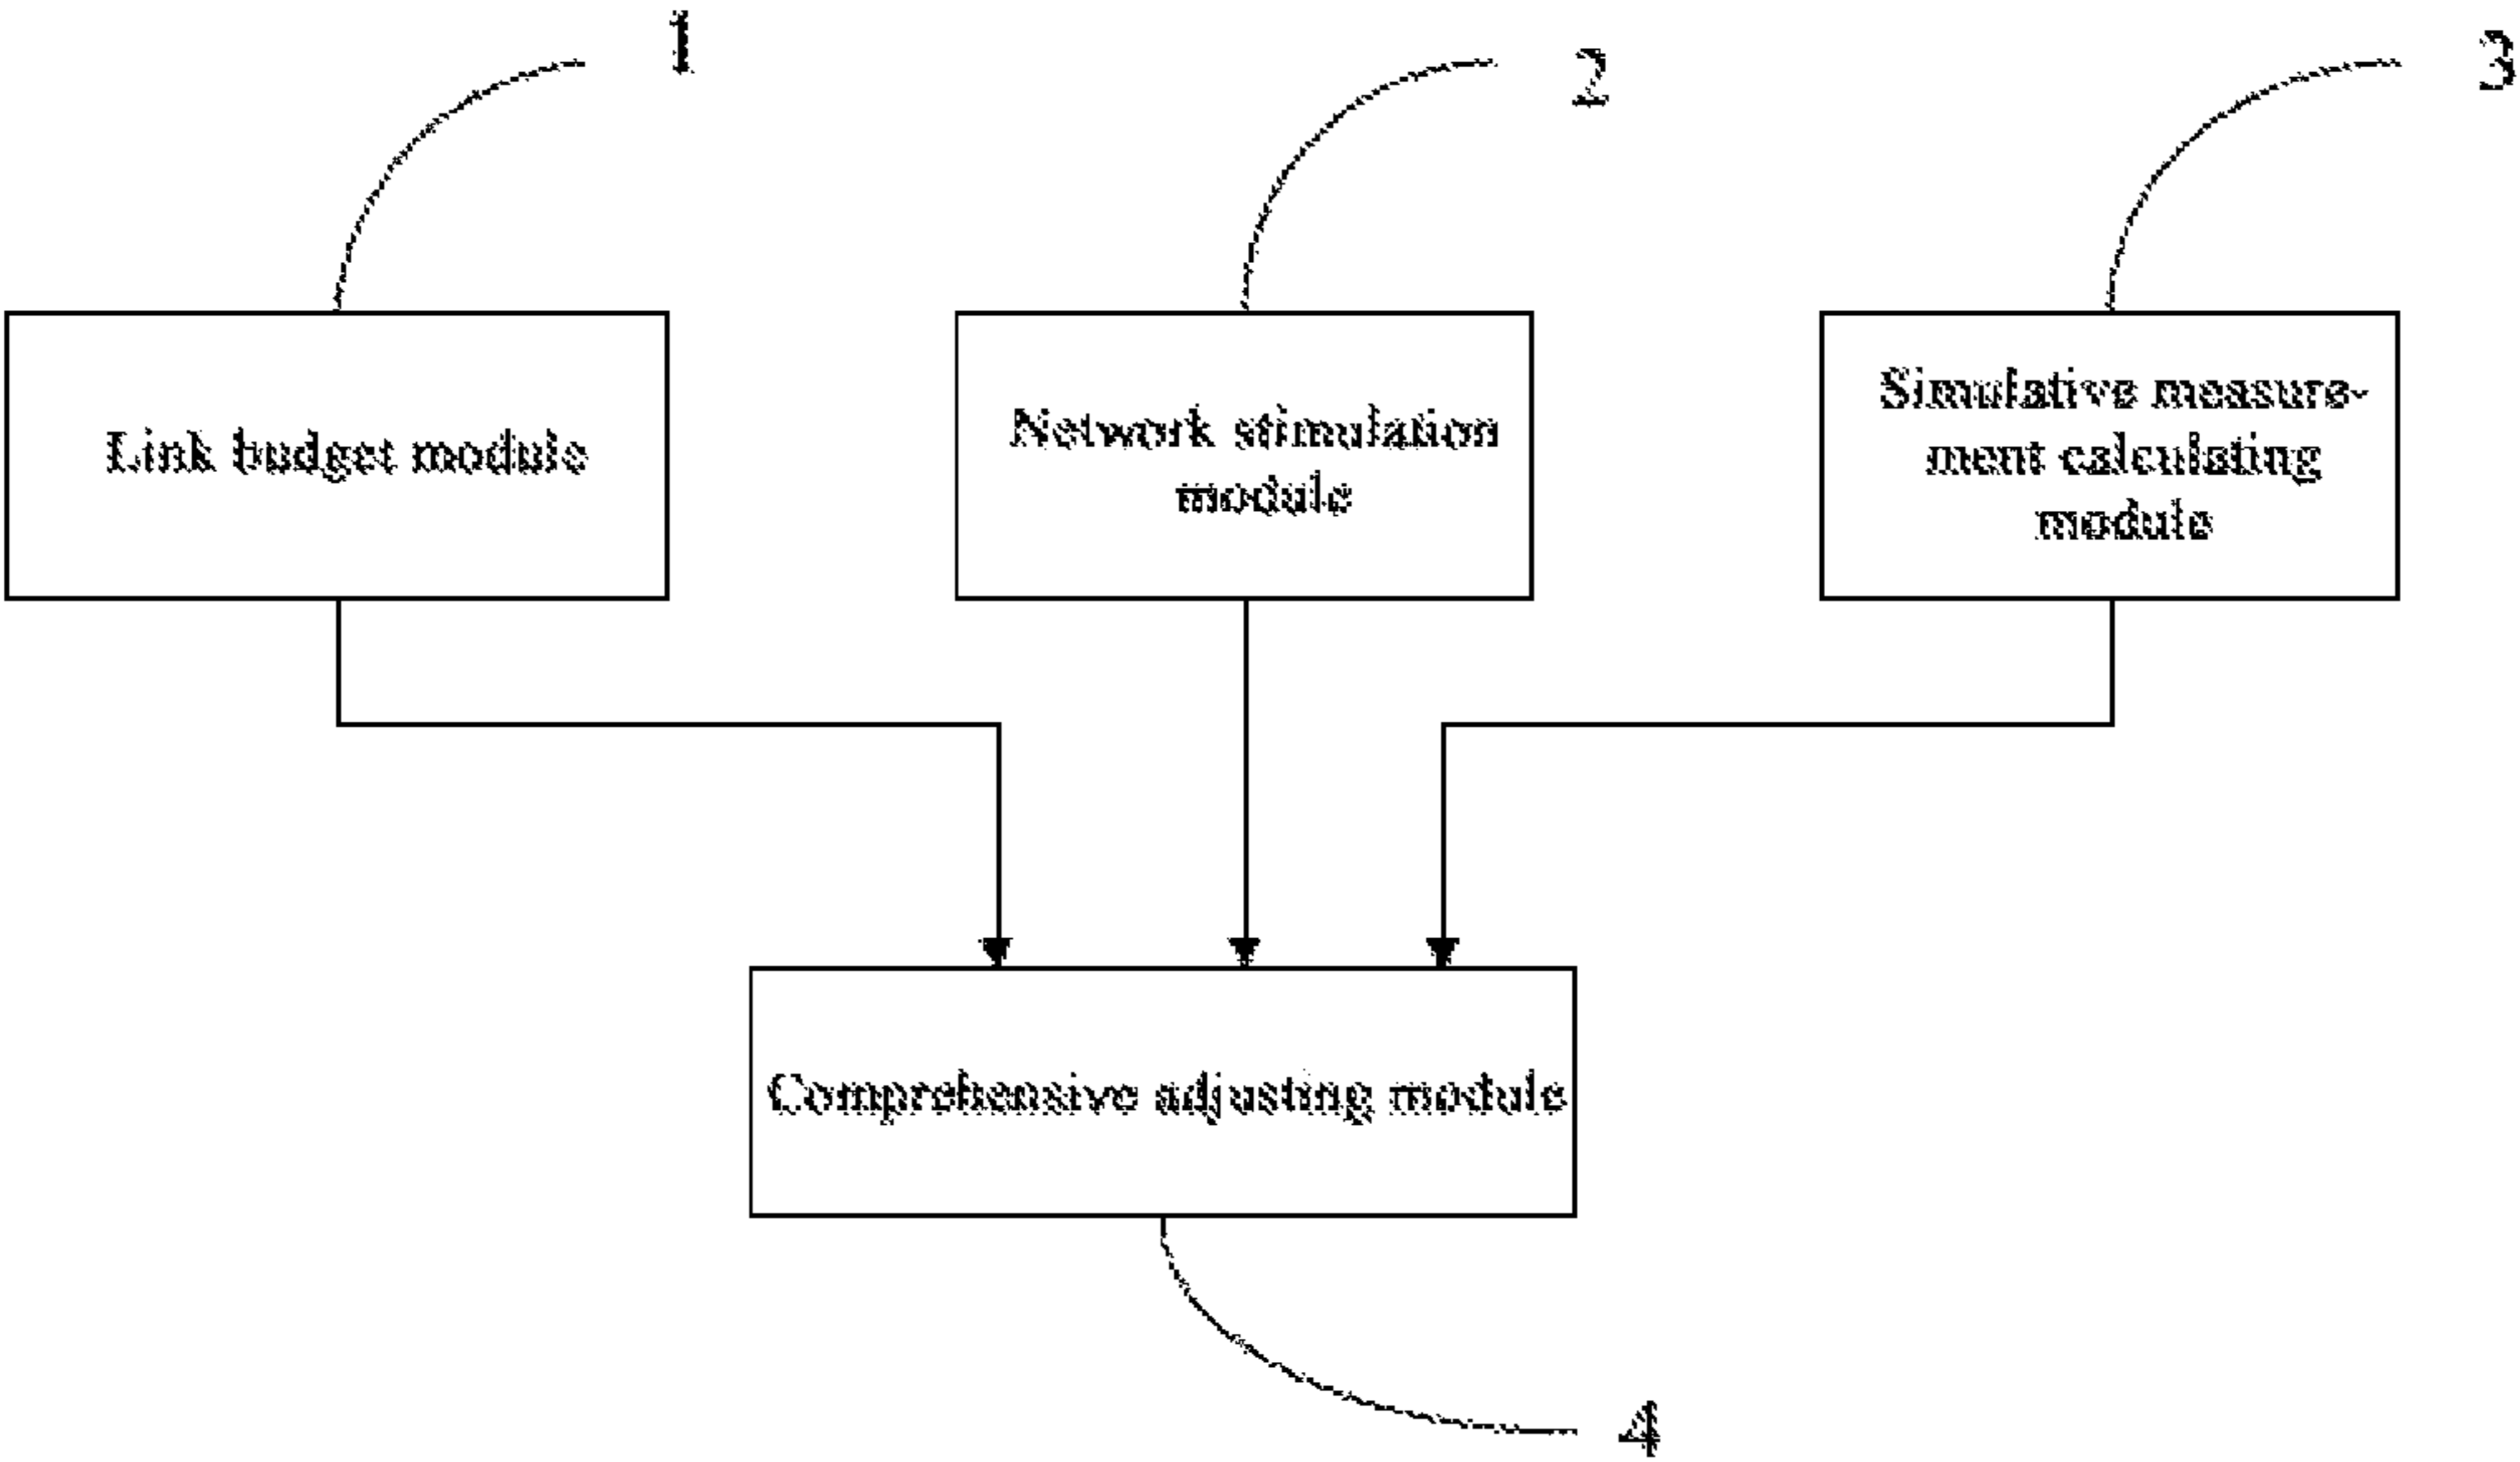 1
2
3
Link budget module
Network stimulation
module
Simulative measure-
ment calculating
module
Comprehensive adjusting module
4